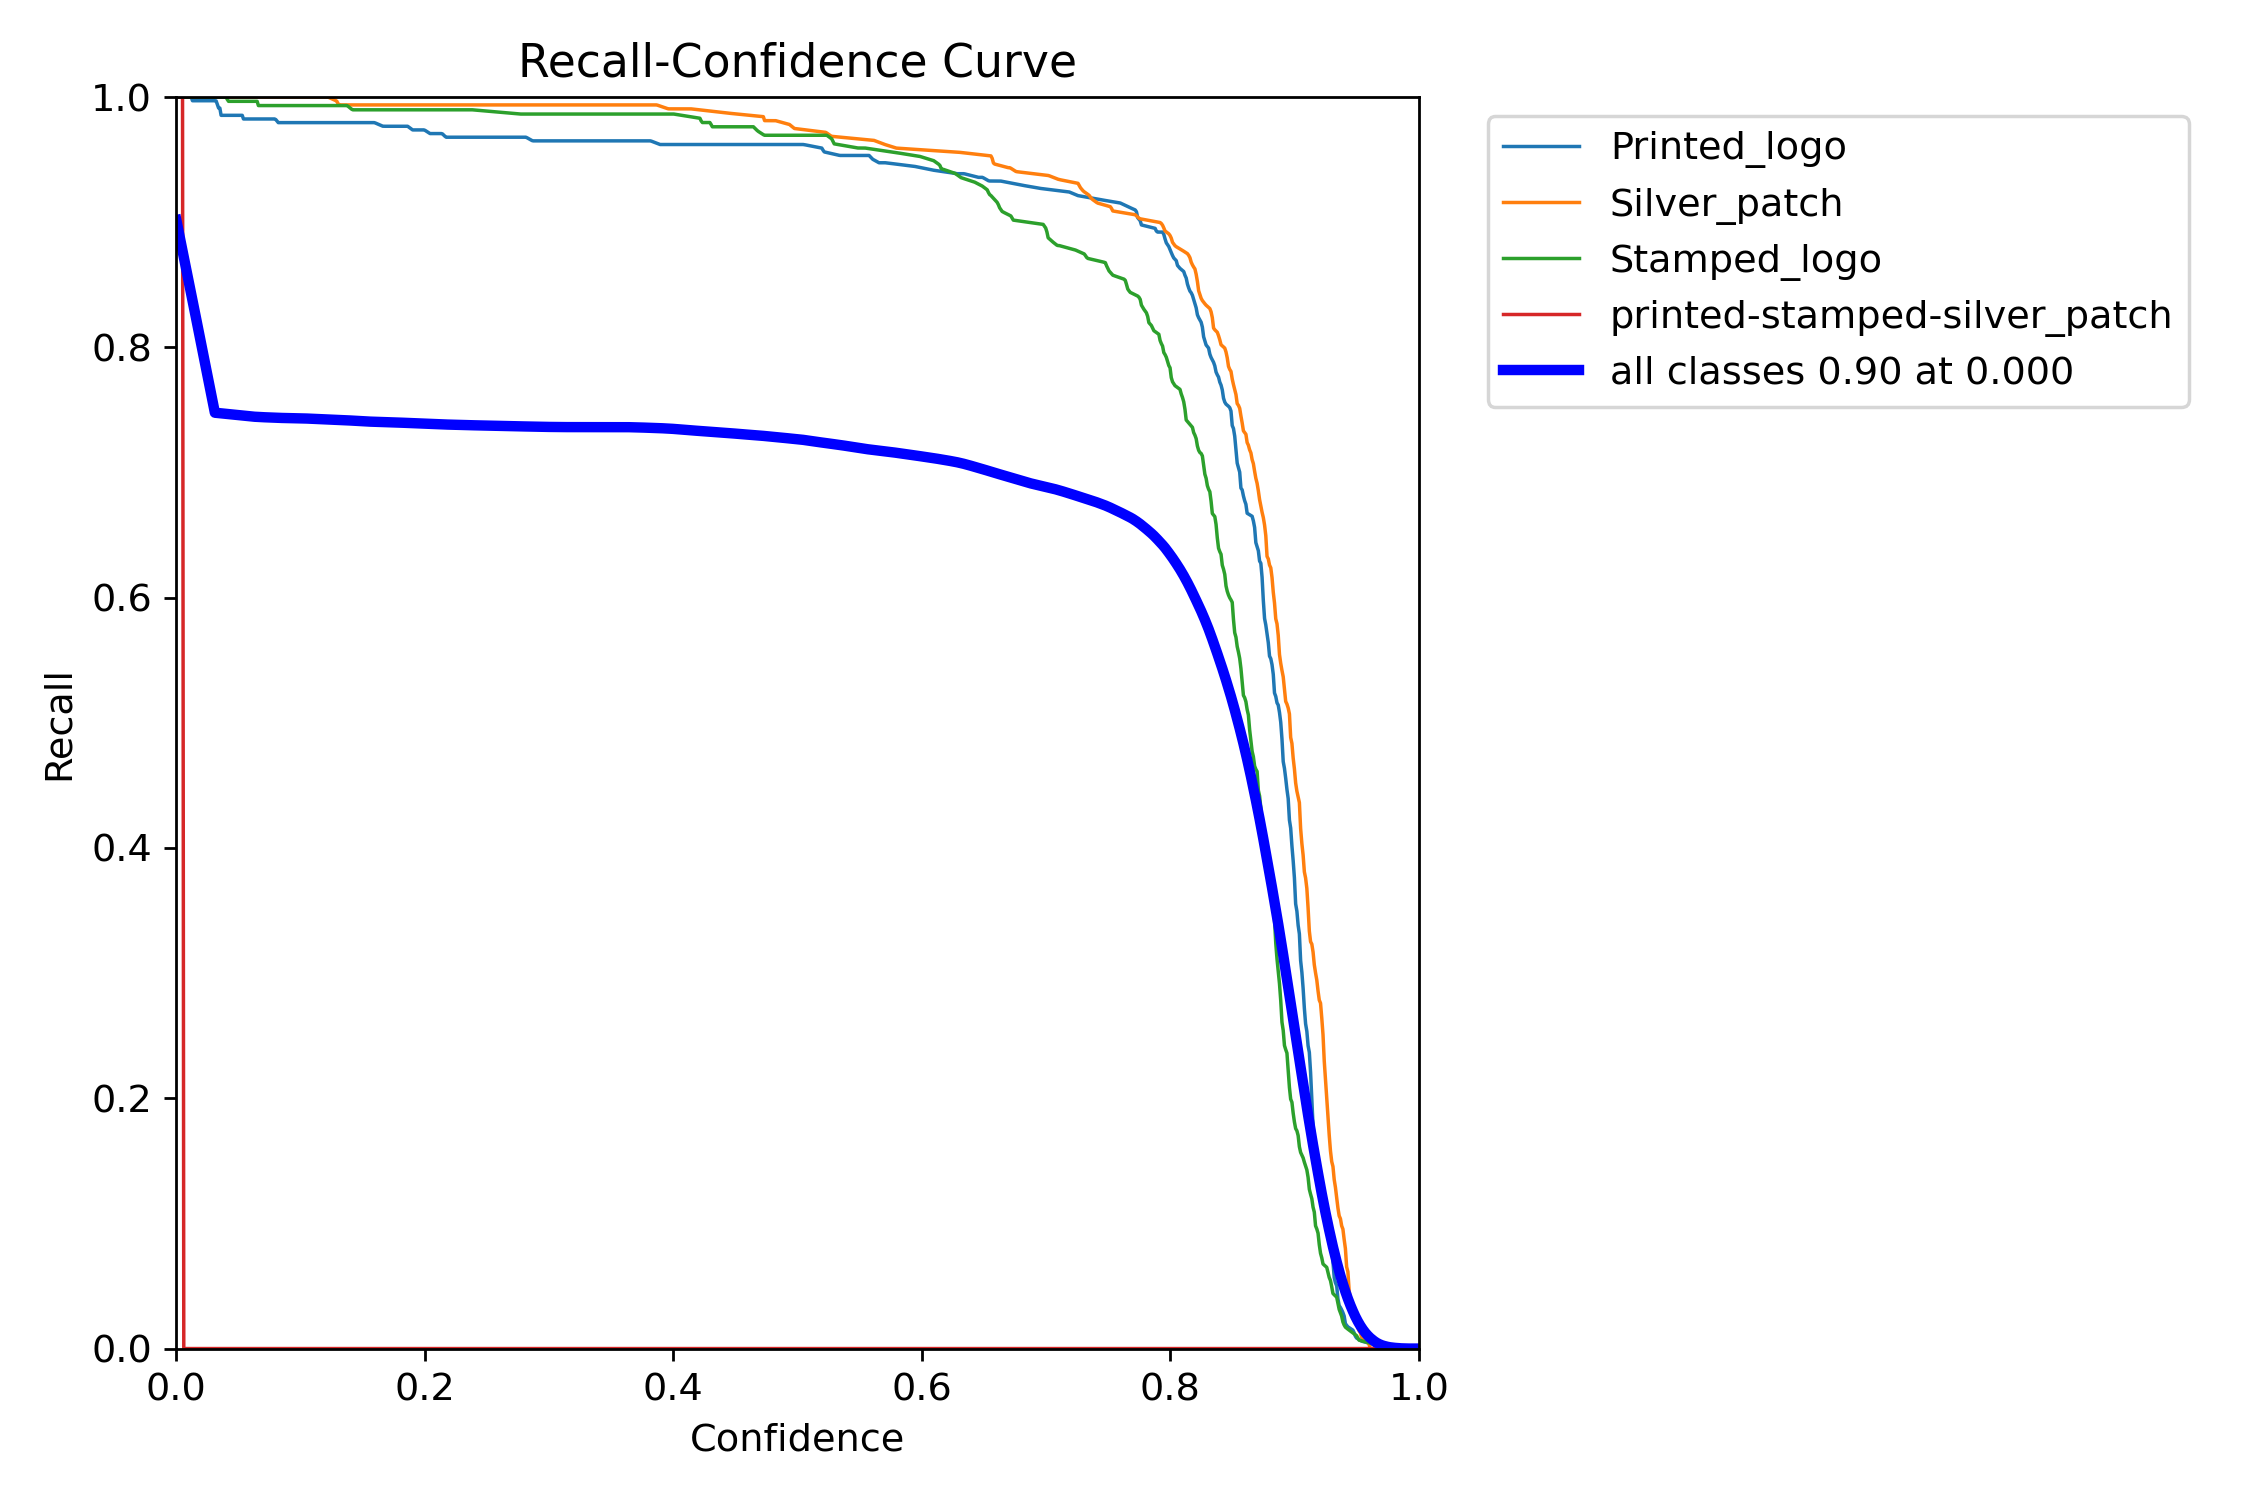 Recall-Confidence Curve
1.0
0.8
0.6
0.4
0.2
0.0
Recall
0.0 0.2 0.4 0.6 0.8 1.0
Confidence
Printed_logo
Silver_patch
Stamped_logo
printed-stamped-silver_patch
all classes 0.90 at 0.000